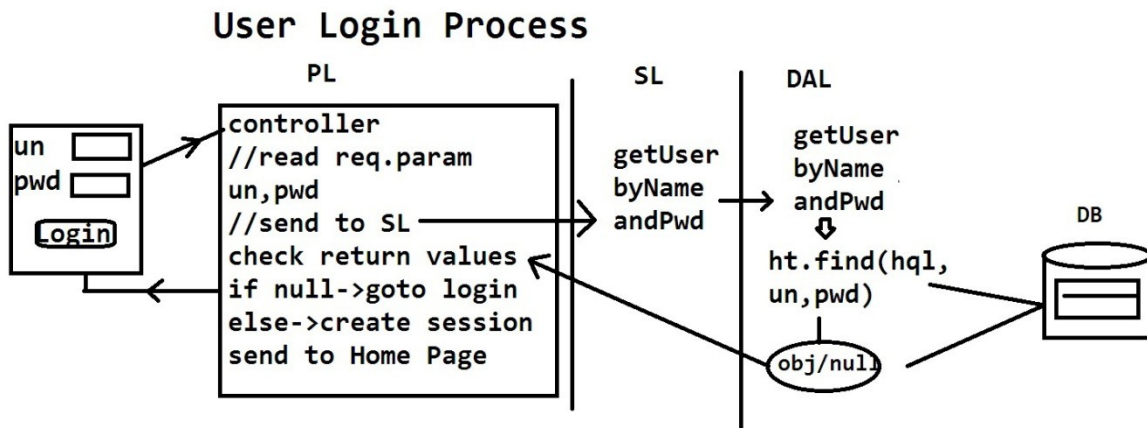 User Login Process
PL
SL
DAL
un
pwd
Login
controller
//read req.param
un,pwd
//send to SL
check return values
if null->goto login
else->create session
send to Home Page
getUser
byName
andPwd
getUser
byName
andPwd
ht.find(hql,
un,pwd)
obj/null
DB